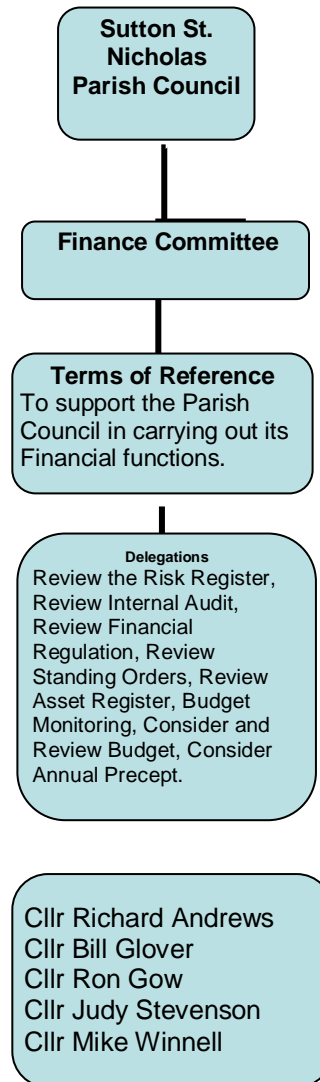 Sutton St.
Nicholas
Parish Council
Finance Committee
Terms of Reference
To support the Parish
Council in carrying out its
Financial functions.
Delegations
Review the Risk Register,
Review Internal Audit,
Review Financial
Regulation, Review
Standing Orders, Review
Asset Register, Budget
Monitoring, Consider and
Review Budget, Consider
Annual Precept.
Cllr Richard Andrews
Cllr Bill Glover
Cllr Ron Gow
Cllr Judy Stevenson
Cllr Mike Winnell